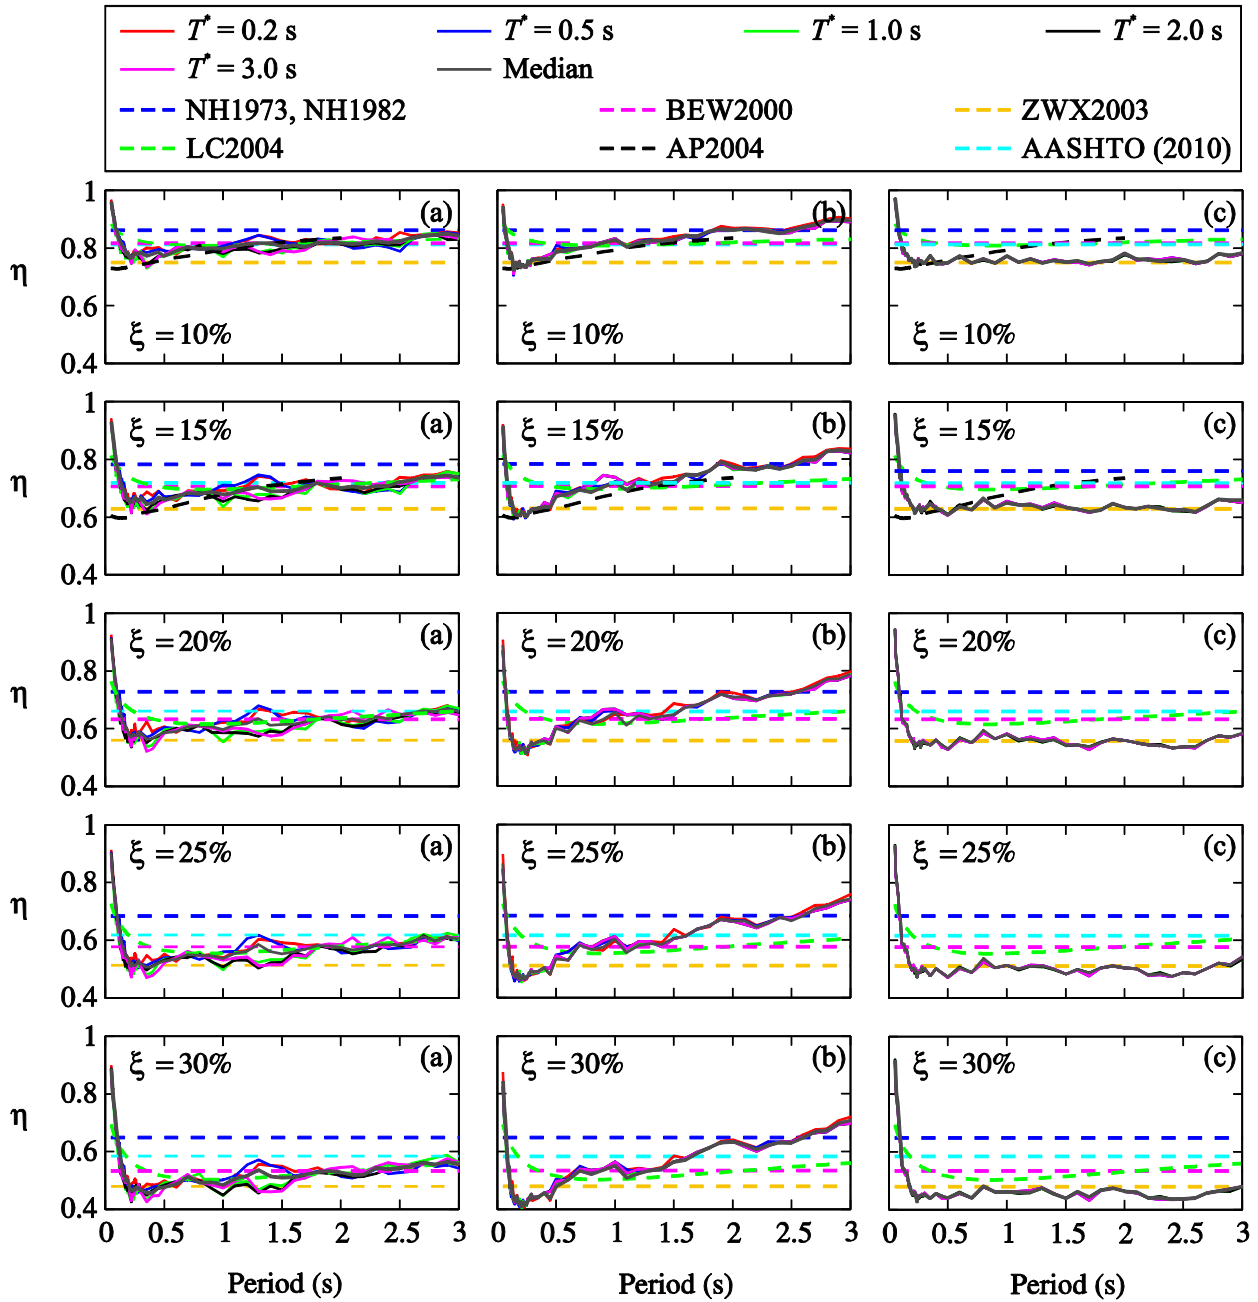 T* = 0.2 s T* = 0.5 s T* = 1.0 s T* = 2.0 s
T* = 3.0 s Median
NH1973, NH1982 BEW2000 ZWX2003
LC2004 AP2004 AASHTO (2010)
1 (a) (b) (c)
0.8
η
0.6
ξ = 10% ξ = 10% ξ = 10%
0.4
1 (a) (b) (c)
ξ = 15% ξ = 15% ξ = 15%
0.8
η
0.6
0.4
1 (a) (b) (c)
ξ = 20% ξ = 20% ξ = 20%
0.8
η
0.6
0.4
1 (a) (b) (c)
ξ = 25% ξ = 25% ξ = 25%
0.8
η
0.6
0.4
1 (a) (b) (c)
ξ = 30% ξ = 30% ξ = 30%
0.8
η
0.6
0.4
0 0.5 1 1.5 2 2.5 3 0 0.5 1 1.5 2 2.5 3 0 0.5 1 1.5 2 2.5 3
Period (s) Period (s) Period (s)